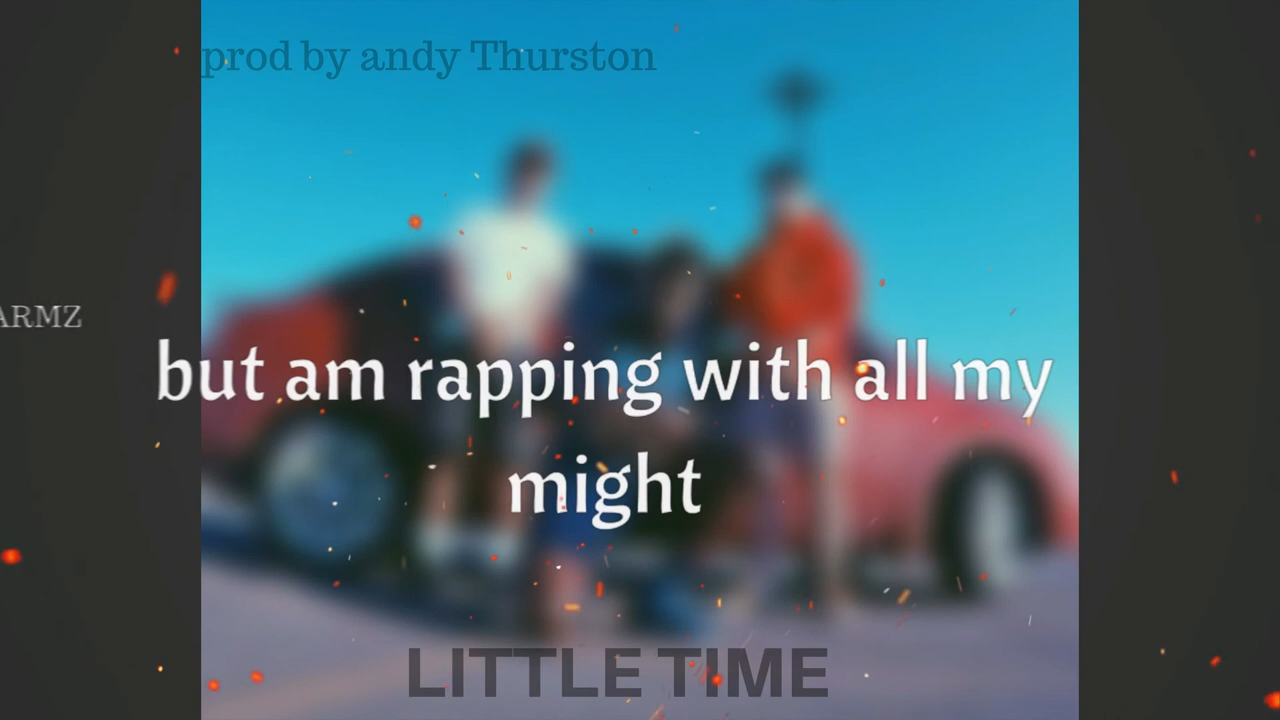 prod by andy Thurston
ARMZ
but am rapping with all my
might
LITTLE TIME